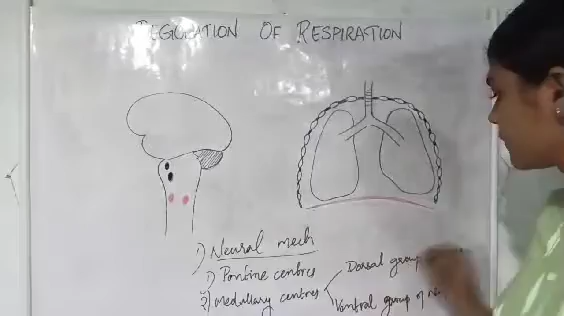 REGULATION OF RESPIRATION
1) Neural mech
1) Pontine centres
2) Medullary centres
Dorsal group
Ventral group of